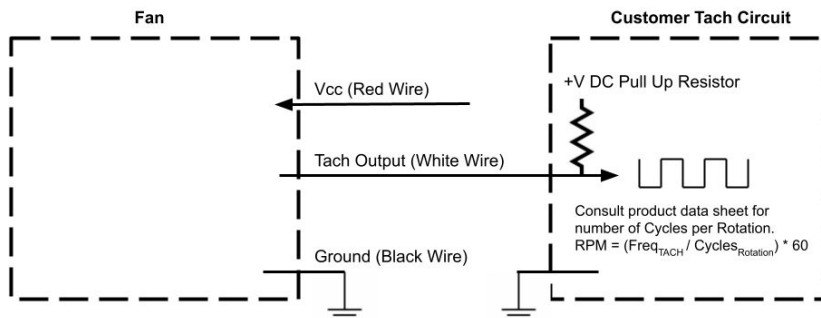 Fan
Customer Tach Circuit
Vcc (Red Wire)
+V DC Pull Up Resistor
Tach Output (White Wire)
Consult product data sheet for
number of Cycles per Rotation.
RPM = (FreqTACH / CyclesRotation) * 60
Ground (Black Wire)